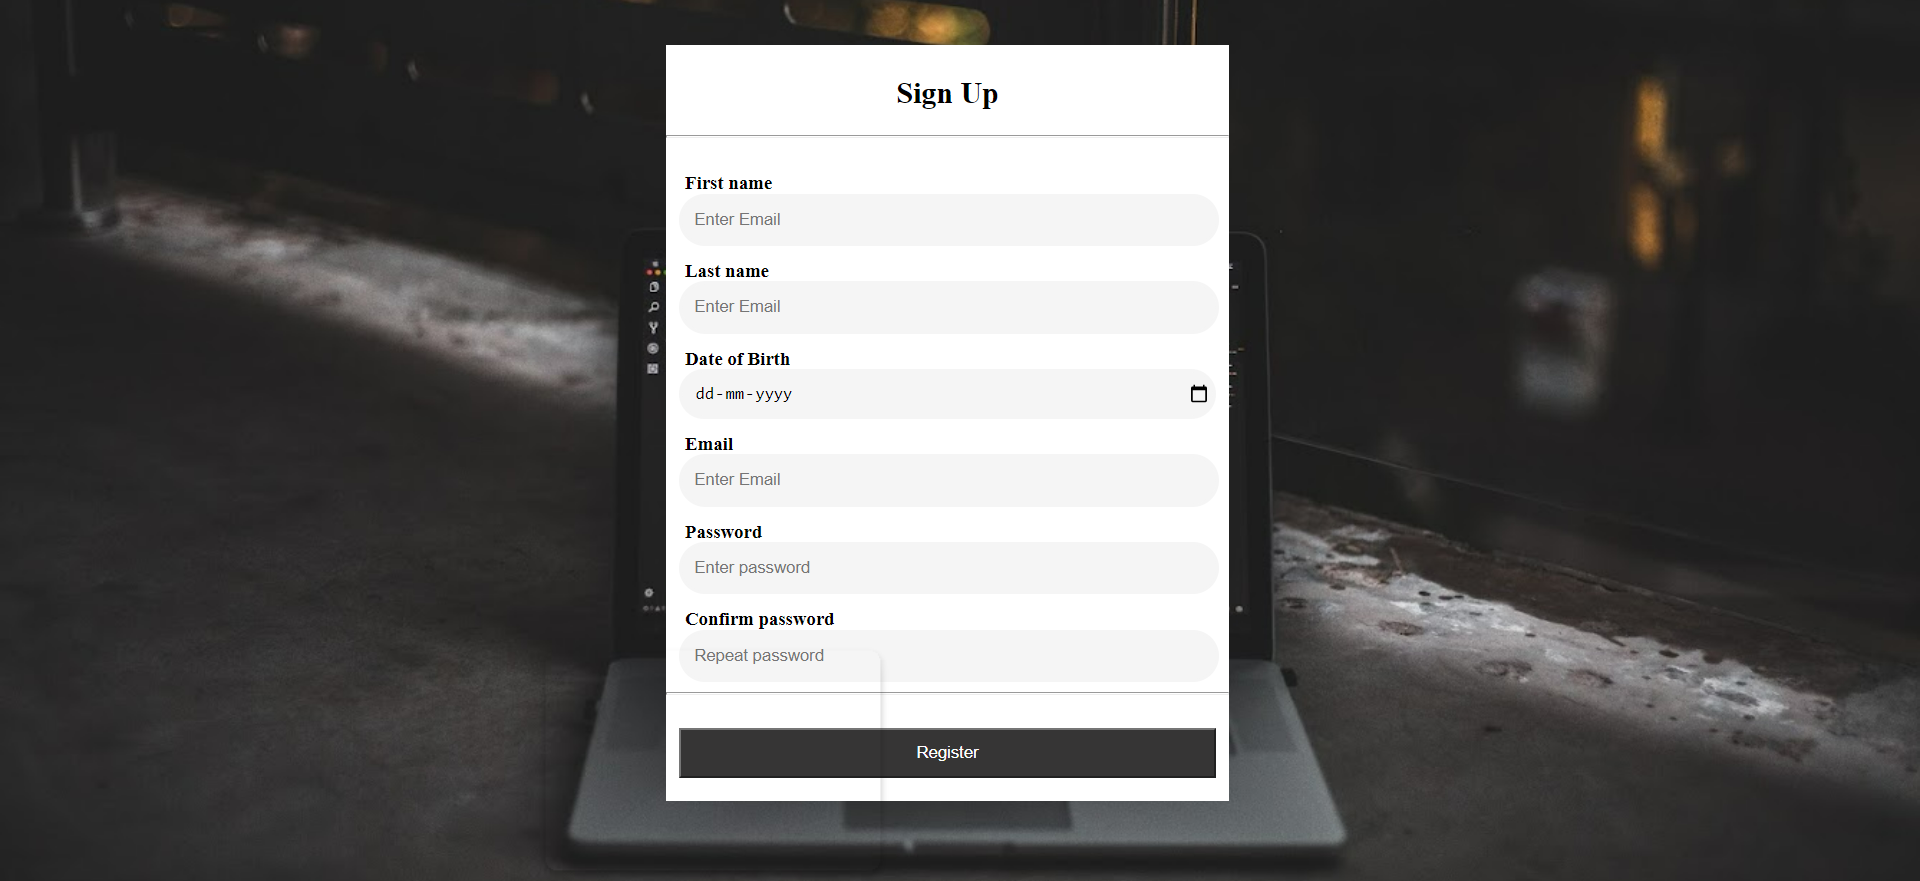 Sign Up
First name
Enter Email
Last name
Enter Email
Date of Birth
dd-mm-yyyy
Email
Enter Email
Password
Enter password
Confirm password
Repeat password
Register